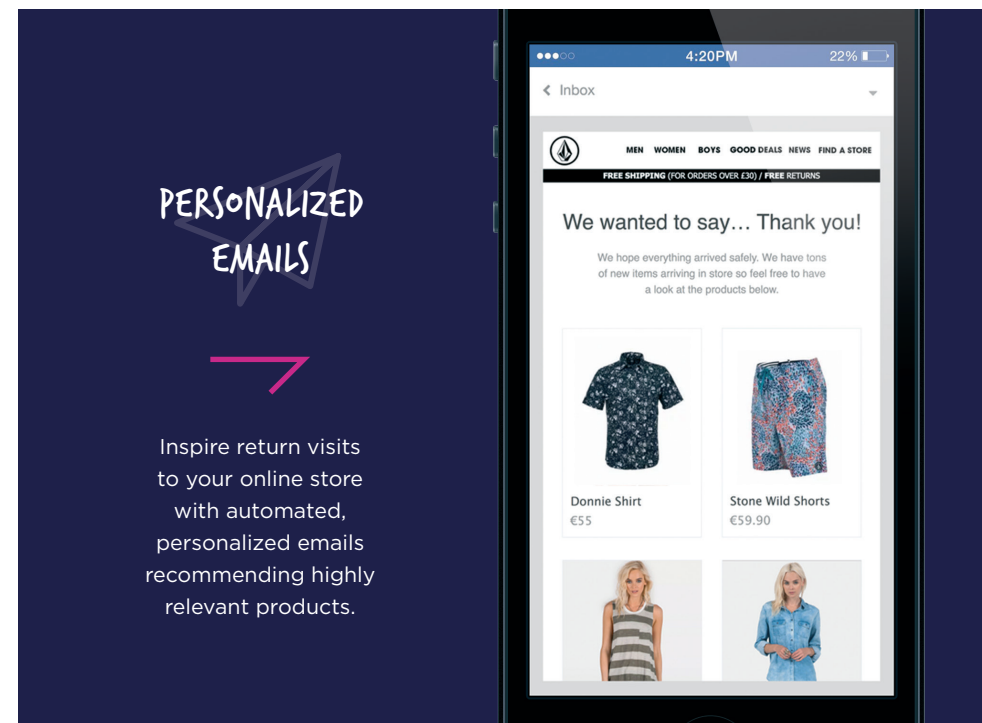 PERSONALIZED
EMAILS
Inspire return visits
to your online store
with automated,
personalized emails
recommending highly
relevant products.
4:20PM 22%
Inbox
MEN WOMEN BOYS GOOD DEALS NEWS FIND A STORE
FREE SHIPPING (FOR ORDERS OVER £30) / FREE RETURNS
We wanted to say… Thank you!
We hope everything arrived safely. We have tons
of new items arriving in store so feel free to have
a look at the products below.
Donnie Shirt
€55
Stone Wild Shorts
€59.90